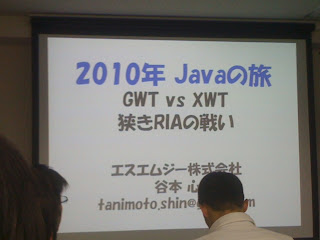 2010年 Javaの旅
GWT vs XWT
狭きRIAの戦い
エスエムジー株式会社
谷本 心
tanimoto.shin@g om